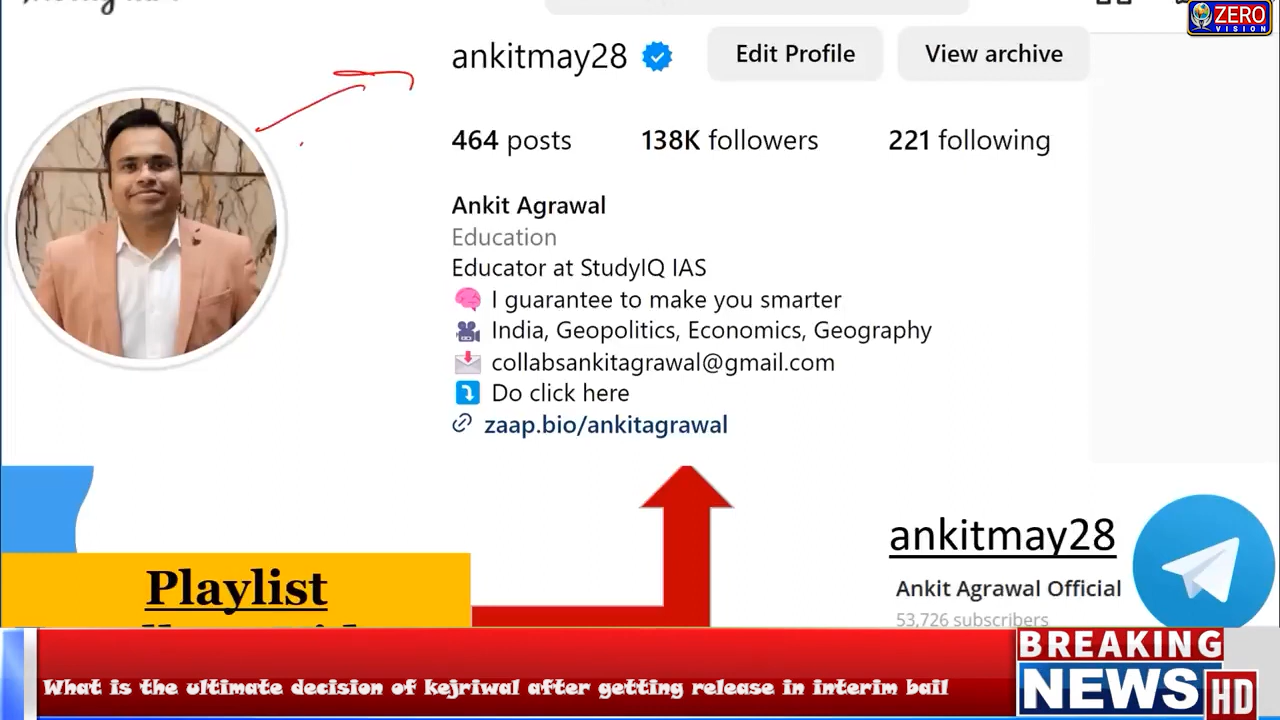 ZERO
VISION
ankitmay28
Edit Profile
View archive
464 posts
138K followers
221 following
Ankit Agrawal
Education
Educator at StudyIQ IAS
I guarantee to make you smarter
India, Geopolitics, Economics, Geography
collabsankitagrawal@gmail.com
Do click here
zaap.bio/ankitagrawal
ankitmay28
Ankit Agrawal Official
53,726 subscribers
Playlist
BREAKING
NEWS HD
What is the ultimate decision of kejriwal after getting release in interim bail